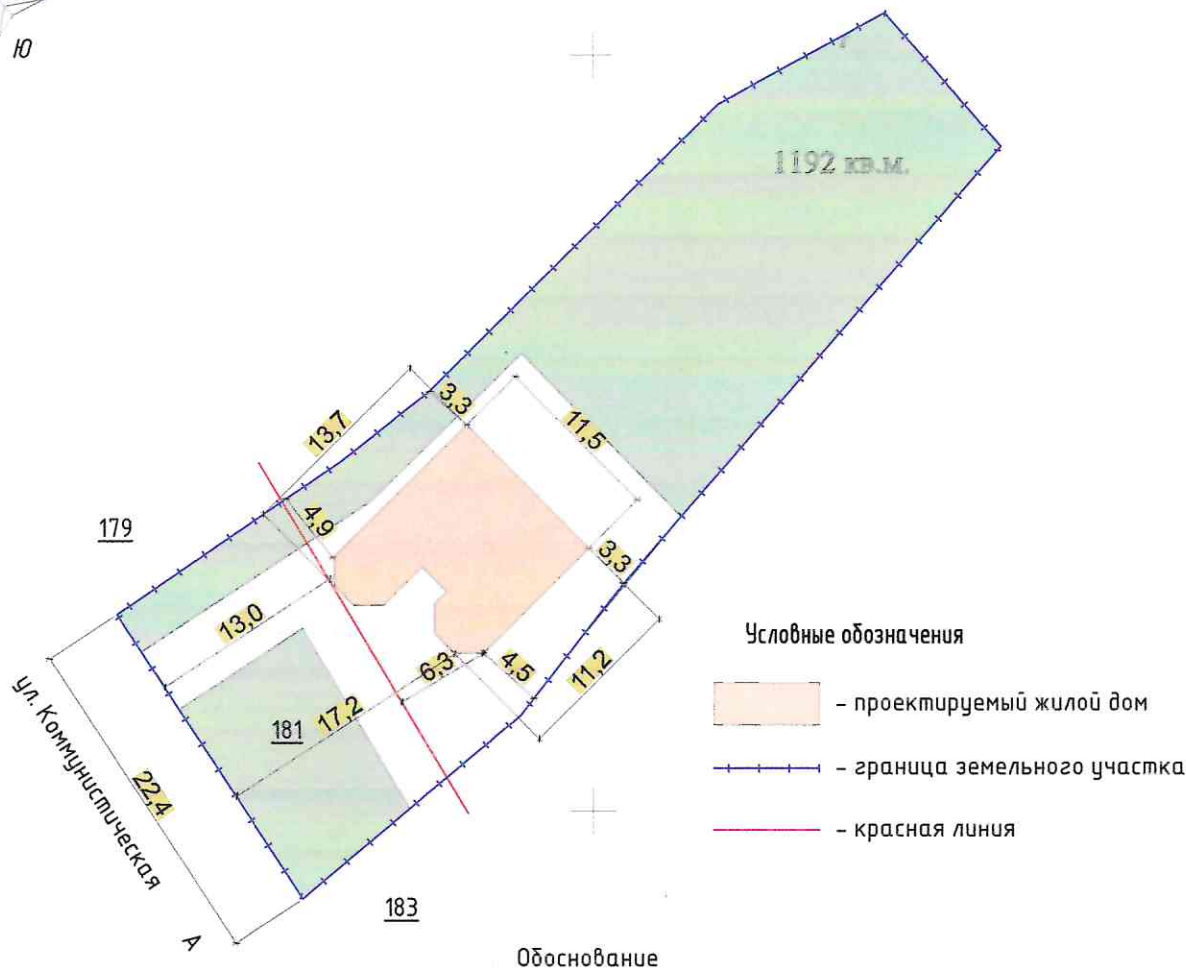 Ю
1192 кв.м.
3,3
13,7
11,5
4,9
179
3,3
13,0
Условные обозначения
6,3
4,5
11,2
- проектируемый жилой дом
17,2
181
ул. Коммунистическая
22,4
- граница земельного участка
- красная линия
183
А
Обоснование